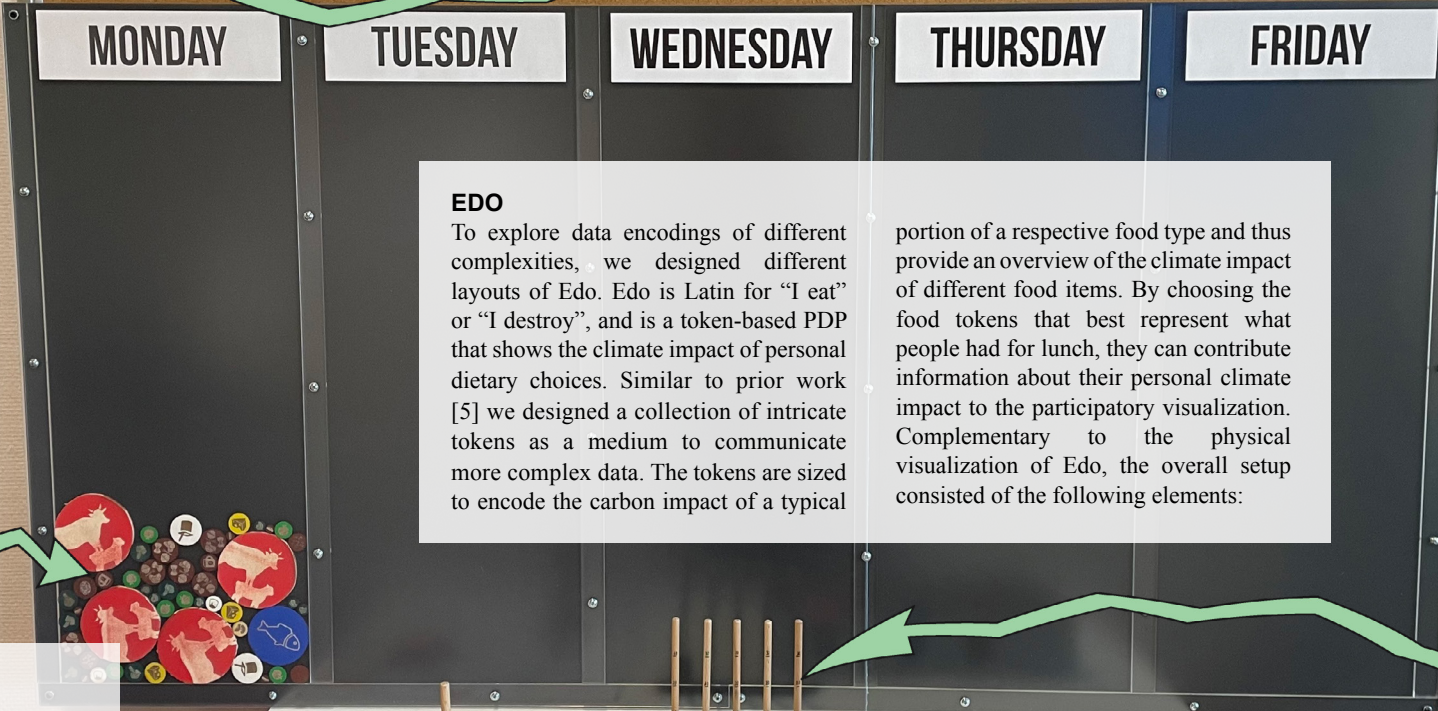 MONDAY
TUESDAY
WEDNESDAY
THURSDAY
FRIDAY
EDO
To explore data encodings of different
complexities, we designed different
layouts of Edo. Edo is Latin for “I eat”
or “I destroy”, and is a token-based PDP
that shows the climate impact of personal
dietary choices. Similar to prior work
[5] we designed a collection of intricate
tokens as a medium to communicate
more complex data. The tokens are sized
to encode the carbon impact of a typical
portion of a respective food type and thus
provide an overview of the climate impact
of different food items. By choosing the
food tokens that best represent what
people had for lunch, they can contribute
information about their personal climate
impact to the participatory visualization.
Complementary to the physical
visualization of Edo, the overall setup
consisted of the following elements: